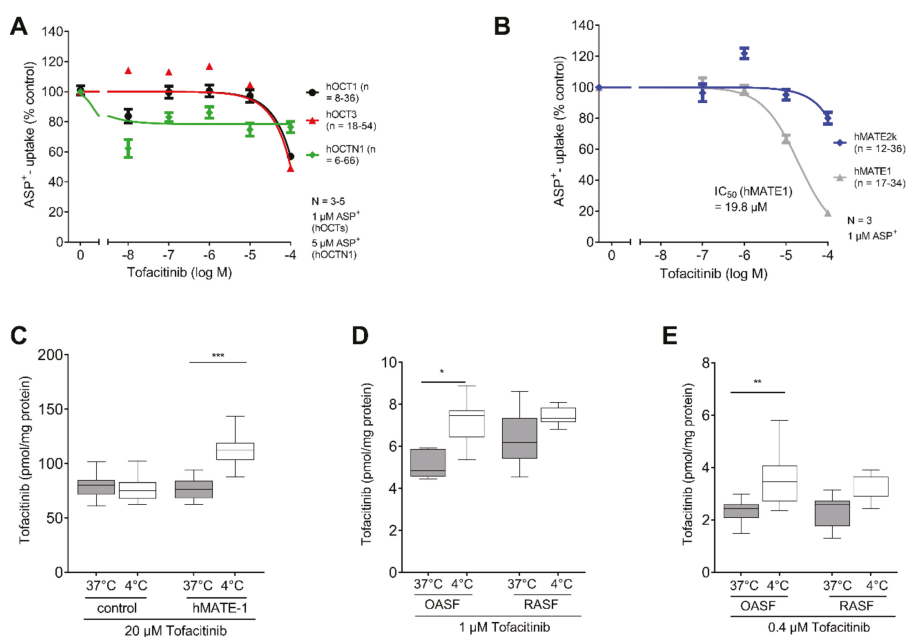 A
140
120
100
80
60
40
20
0
ASP+- uptake (% control)
0 -8 -7 -6 -5 -4
Tofacitinib (log M)
hOCT1 (n
= 8-36)
hOCT3
(n = 18-54)
hOCTN1 (n
= 6-66)
N = 3-5
1 µM ASP+
(hOCTs)
5 µM ASP+
(hOCTN1)
B
140
120
100
80
60
40
20
0
ASP+- uptake (% control)
0 -8 -7 -6 -5 -4
Tofacitinib (log M)
IC50 (hMATE1)
= 19.8 µM
hMATE2k
(n = 12-36)
hMATE1
(n = 17-34)
N = 3
1 µM ASP+
C
200
150
100
50
0
Tofacitinib (pmol/mg protein)
***
37°C 4°C 37°C 4°C
control hMATE-1
20 µM Tofacitinib
D
10
8
6
4
2
0
Tofacitinib (pmol/mg protein)
*
37°C 4°C 37°C 4°C
OASF RASF
1 µM Tofacitinib
E
8
6
4
2
0
Tofacitinib (pmol/mg protein)
**
37°C 4°C 37°C 4°C
OASF RASF
0.4 µM Tofacitinib